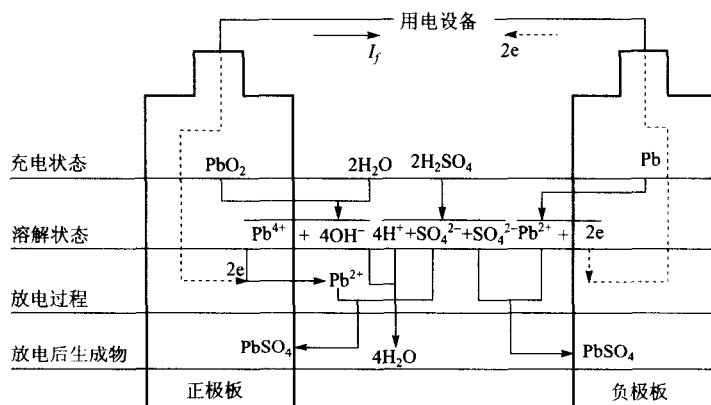 用电设备
I_f 2e
充电状态 PbO₂ 2H₂O 2H₂SO₄ Pb
溶解状态 Pb⁴⁺ + 4OH⁻ 4H⁺+SO₄²⁻+SO₄²⁻Pb²⁺ + 2e
2e Pb²⁺
放电过程
放电后生成物 PbSO₄ 4H₂O PbSO₄
正极板 负极板